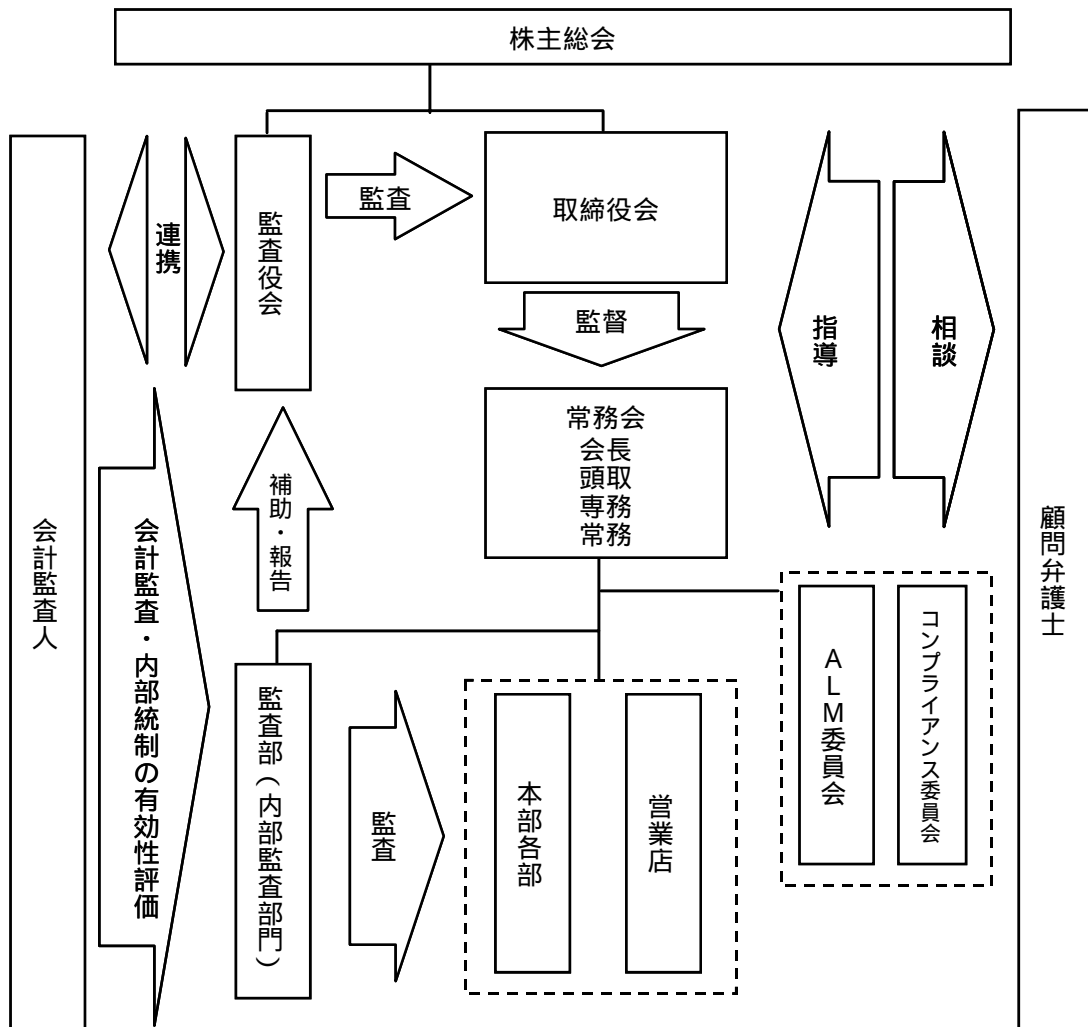 株主総会
会計監査人
連携
監査役会
監査
取締役会
監督
常務会
会長
頭取
専務
常務
指導
相談
顧問弁護士
補助・報告
会計監査・内部統制の有効性評価
監査部（内部監査部門）
監査
本部各部
営業店
ALM委員会
コンプライアンス委員会